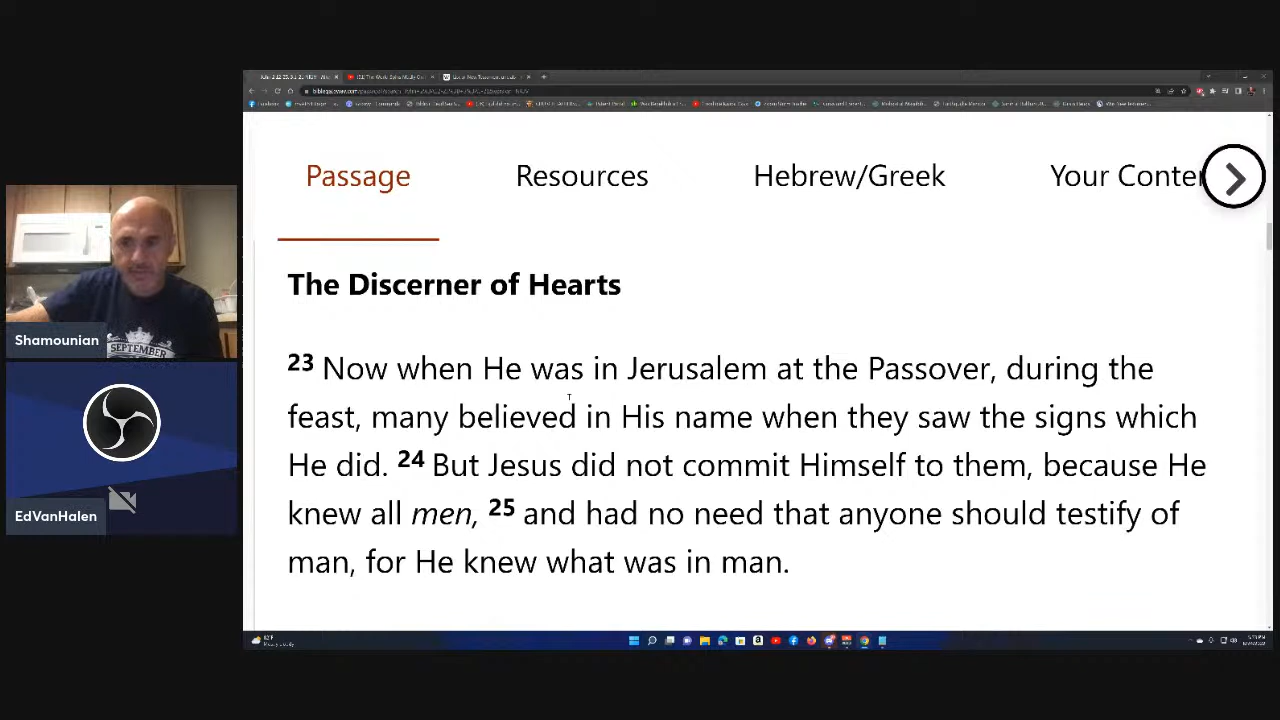 Passage
Resources
Hebrew/Greek
Your Conten
The Discerner of Hearts
23 Now when He was in Jerusalem at the Passover, during the
feast, many believed in His name when they saw the signs which
He did. 24 But Jesus did not commit Himself to them, because He
knew all men, 25 and had no need that anyone should testify of
man, for He knew what was in man.
SEPTEMBER
Shamounian
EdVanHalen